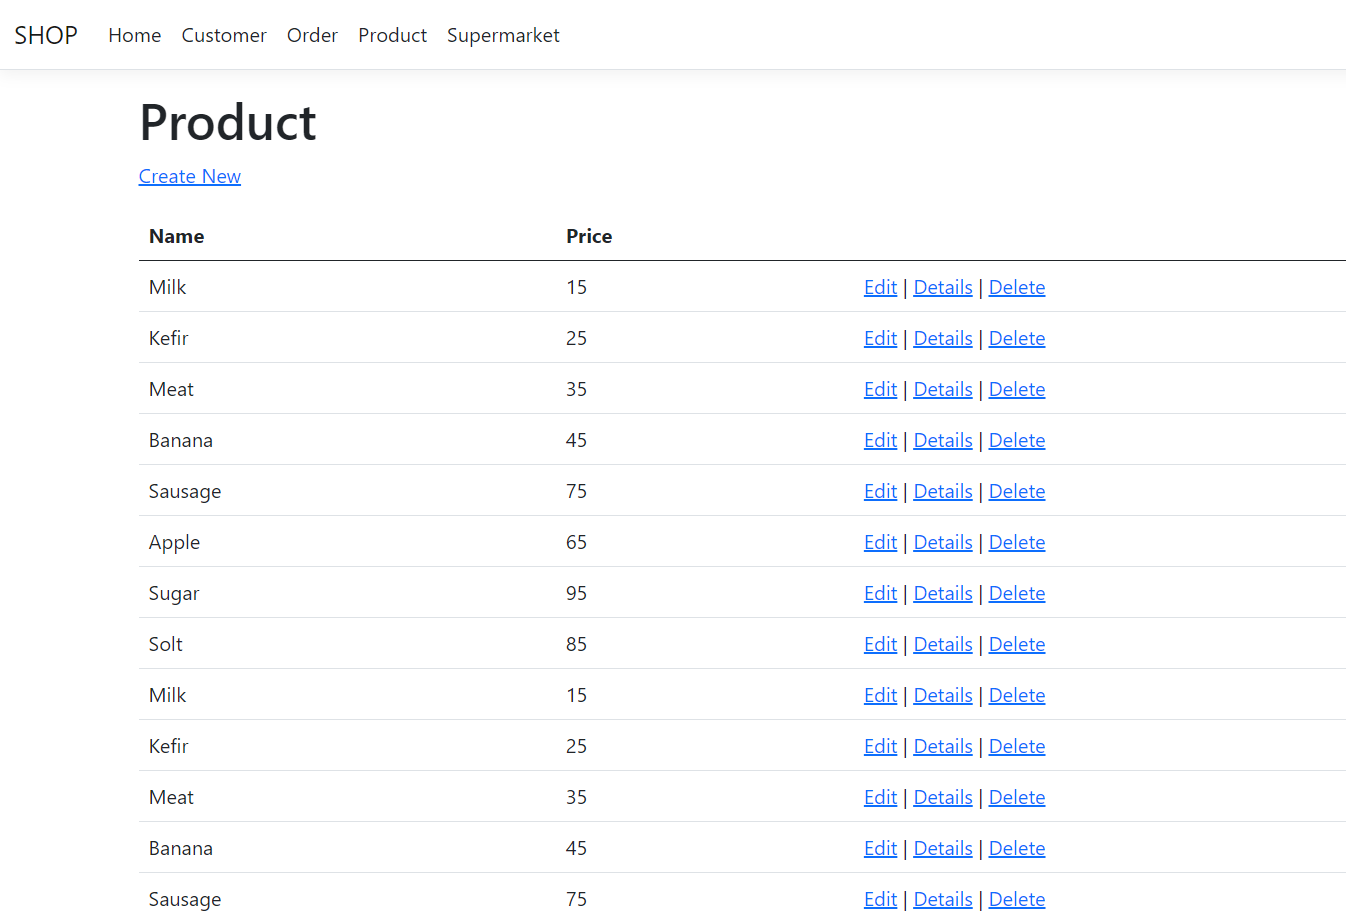 SHOP Home Customer Order Product Supermarket
Product
Create New
Name Price
Milk 15 Edit | Details | Delete
Kefir 25 Edit | Details | Delete
Meat 35 Edit | Details | Delete
Banana 45 Edit | Details | Delete
Sausage 75 Edit | Details | Delete
Apple 65 Edit | Details | Delete
Sugar 95 Edit | Details | Delete
Solt 85 Edit | Details | Delete
Milk 15 Edit | Details | Delete
Kefir 25 Edit | Details | Delete
Meat 35 Edit | Details | Delete
Banana 45 Edit | Details | Delete
Sausage 75 Edit | Details | Delete